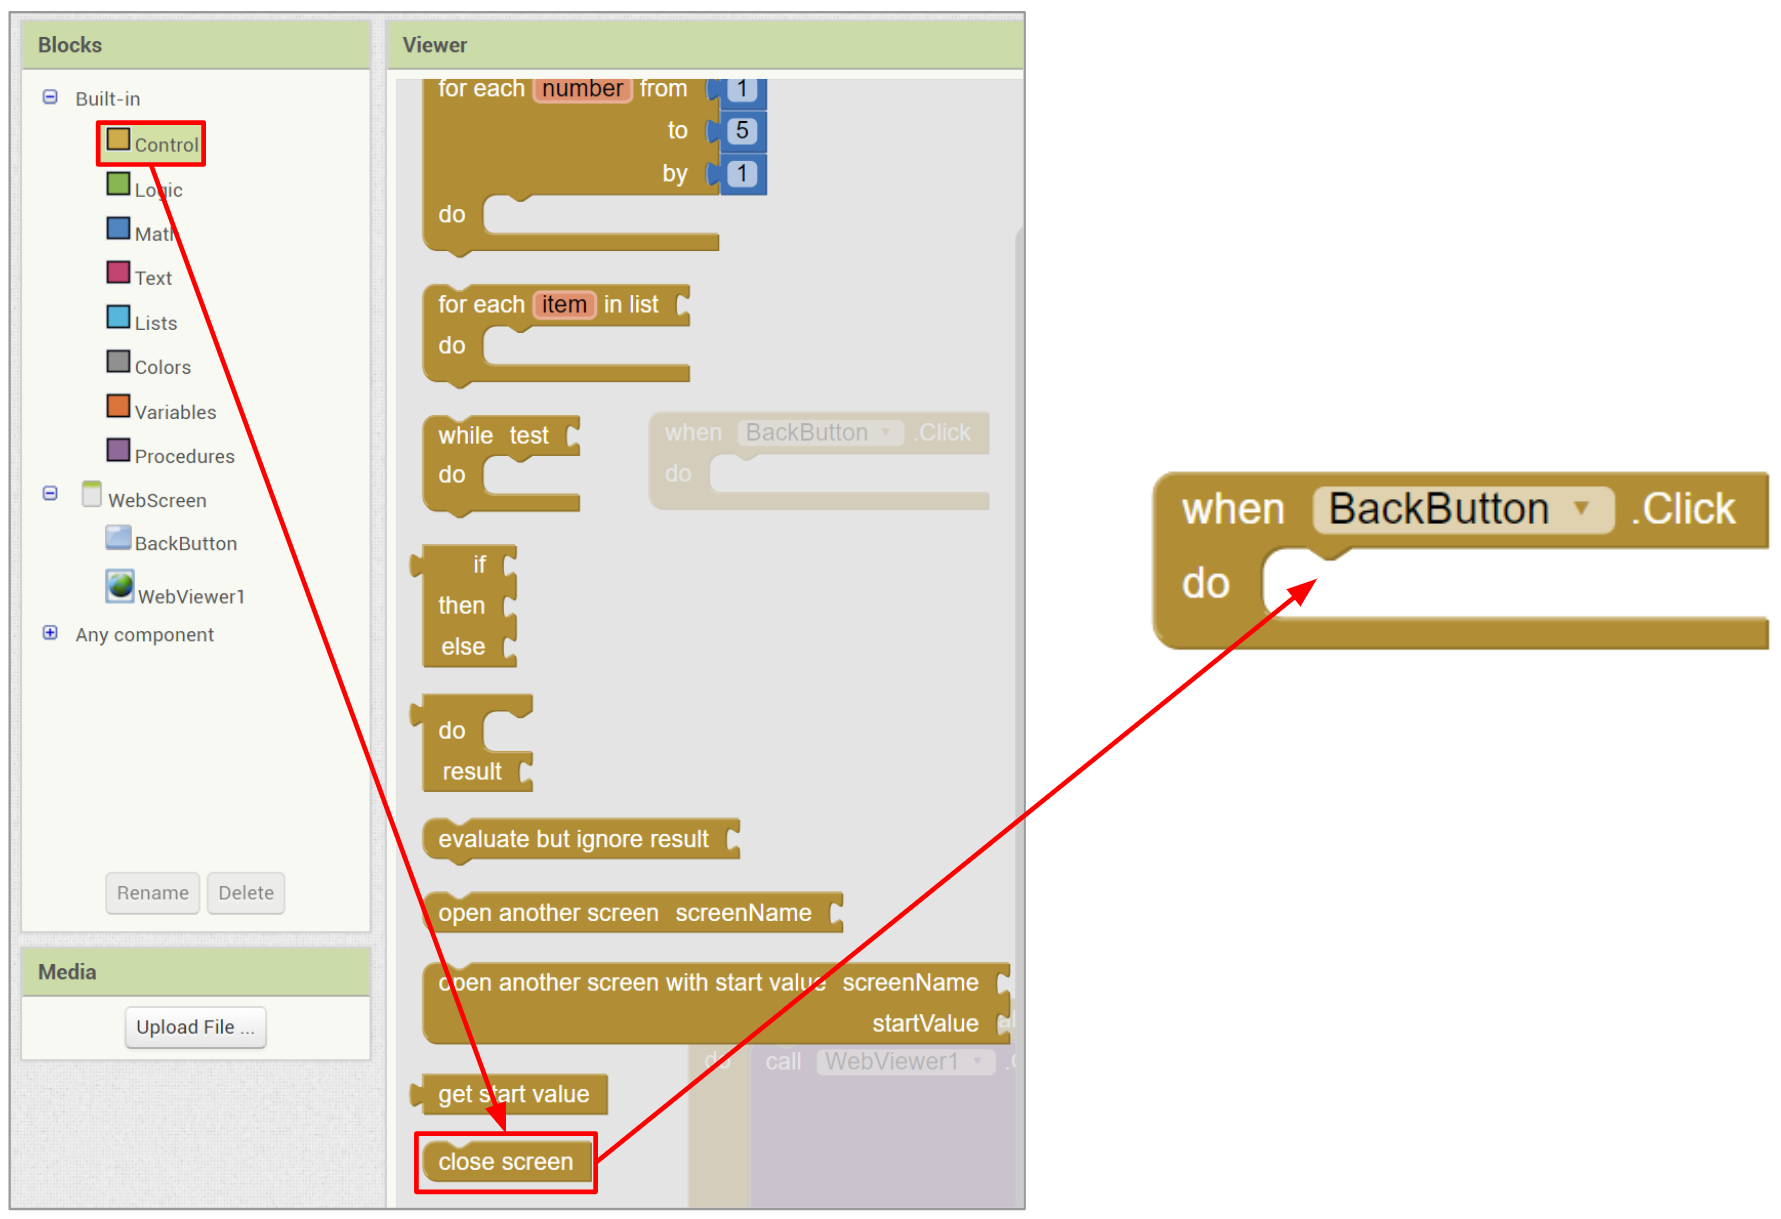 Blocks
Built-in
Control
Logic
Math
Text
Lists
Colors
Variables
Procedures
WebScreen
BackButton
WebViewer1
Any component
Rename Delete
Media
Upload File ...
Viewer
for each number from 1
to 5
by 1
do
for each item in list
do
while test
do
when BackButton .Click
do
if
then
else
do
result
evaluate but ignore result
open another screen screenName
open another screen with start value screenName
startValue
do call WebViewer1
get start value
close screen
when BackButton .Click
do